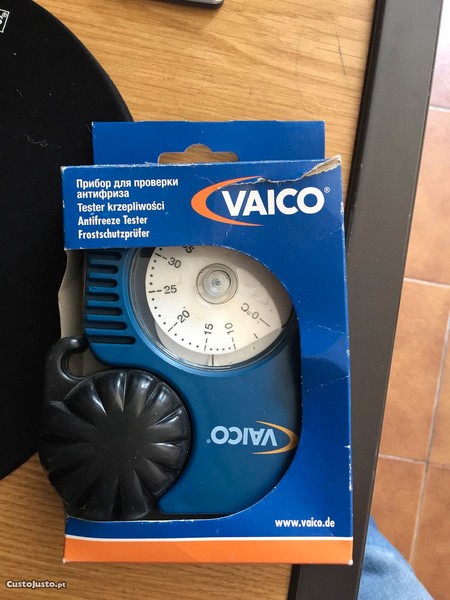 Прибор для проверки
антифриза
Tester krzepliwości
Antifreeze Tester
Frostschutzprüfer
VAICO®
-30
25
20
15
10
0°C
VAICO®
www.vaico.de
CustoJusto.pt